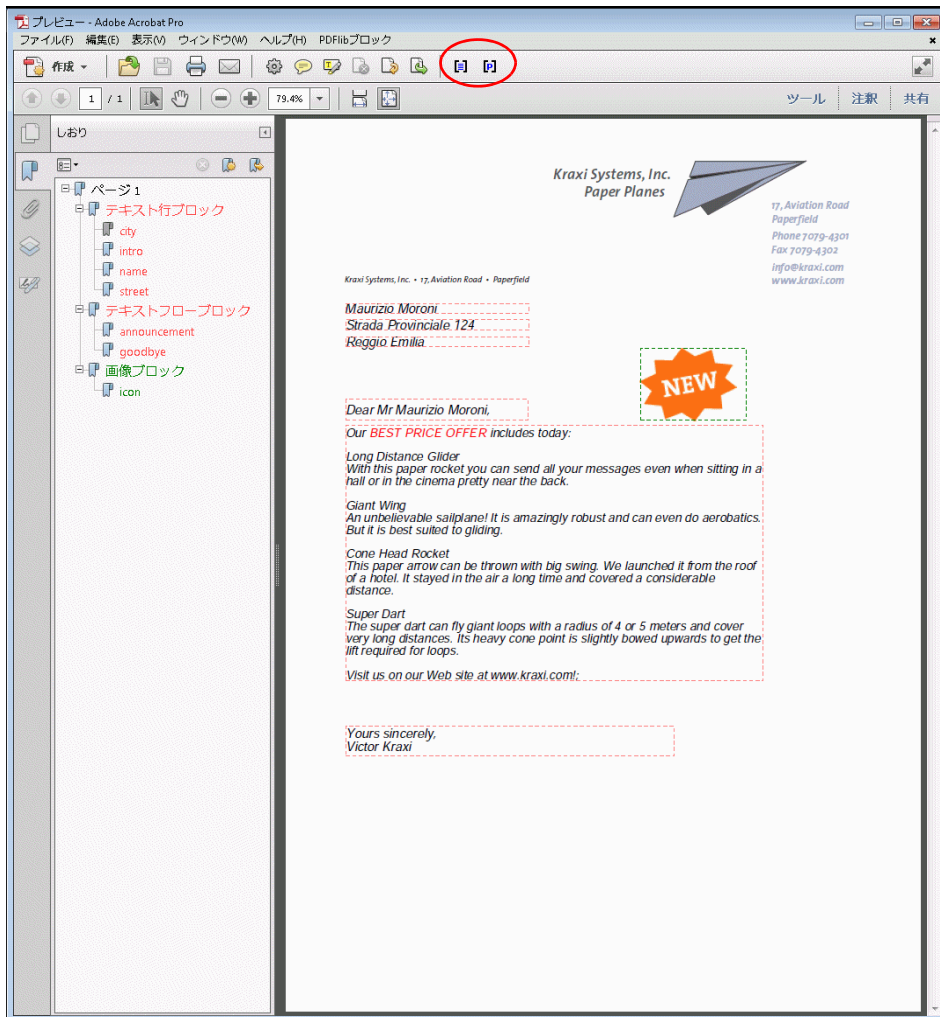 プレビュー - Adobe Acrobat Pro
ファイル(F) 編集(E) 表示(V) ウィンドウ(W) ヘルプ(H) PDFlibブロック
作成
1 / 1
79.4%
ツール 注釈 共有
しおり
ページ 1
テキスト行ブロック
city
intro
name
street
テキストフローブロック
announcement
goodbye
画像ブロック
icon
Kraxi Systems, Inc.
Paper Planes
17, Aviation Road
Paperfield
Phone 7079-4301
Fax 7079-4302
info@kraxi.com
www.kraxi.com
Kraxi Systems, Inc. • 17, Aviation Road • Paperfield
Maurizio Moroni
Strada Provinciale 124
Reggio Emilia
NEW
Dear Mr Maurizio Moroni,
Our BEST PRICE OFFER includes today:
Long Distance Glider
With this paper rocket you can send all your messages even when sitting in a
hall or in the cinema pretty near the back.
Giant Wing
An unbelievable sailplane! It is amazingly robust and can even do aerobatics.
But it is best suited to gliding.
Cone Head Rocket
This paper arrow can be thrown with big swing. We launched it from the roof
of a hotel. It stayed in the air a long time and covered a considerable
distance.
Super Dart
The super dart can fly giant loops with a radius of 4 or 5 meters and cover
very long distances. Its heavy cone point is slightly bowed upwards to get the
lift required for loops.
Visit us on our Web site at www.kraxi.com!;
Yours sincerely,
Victor Kraxi